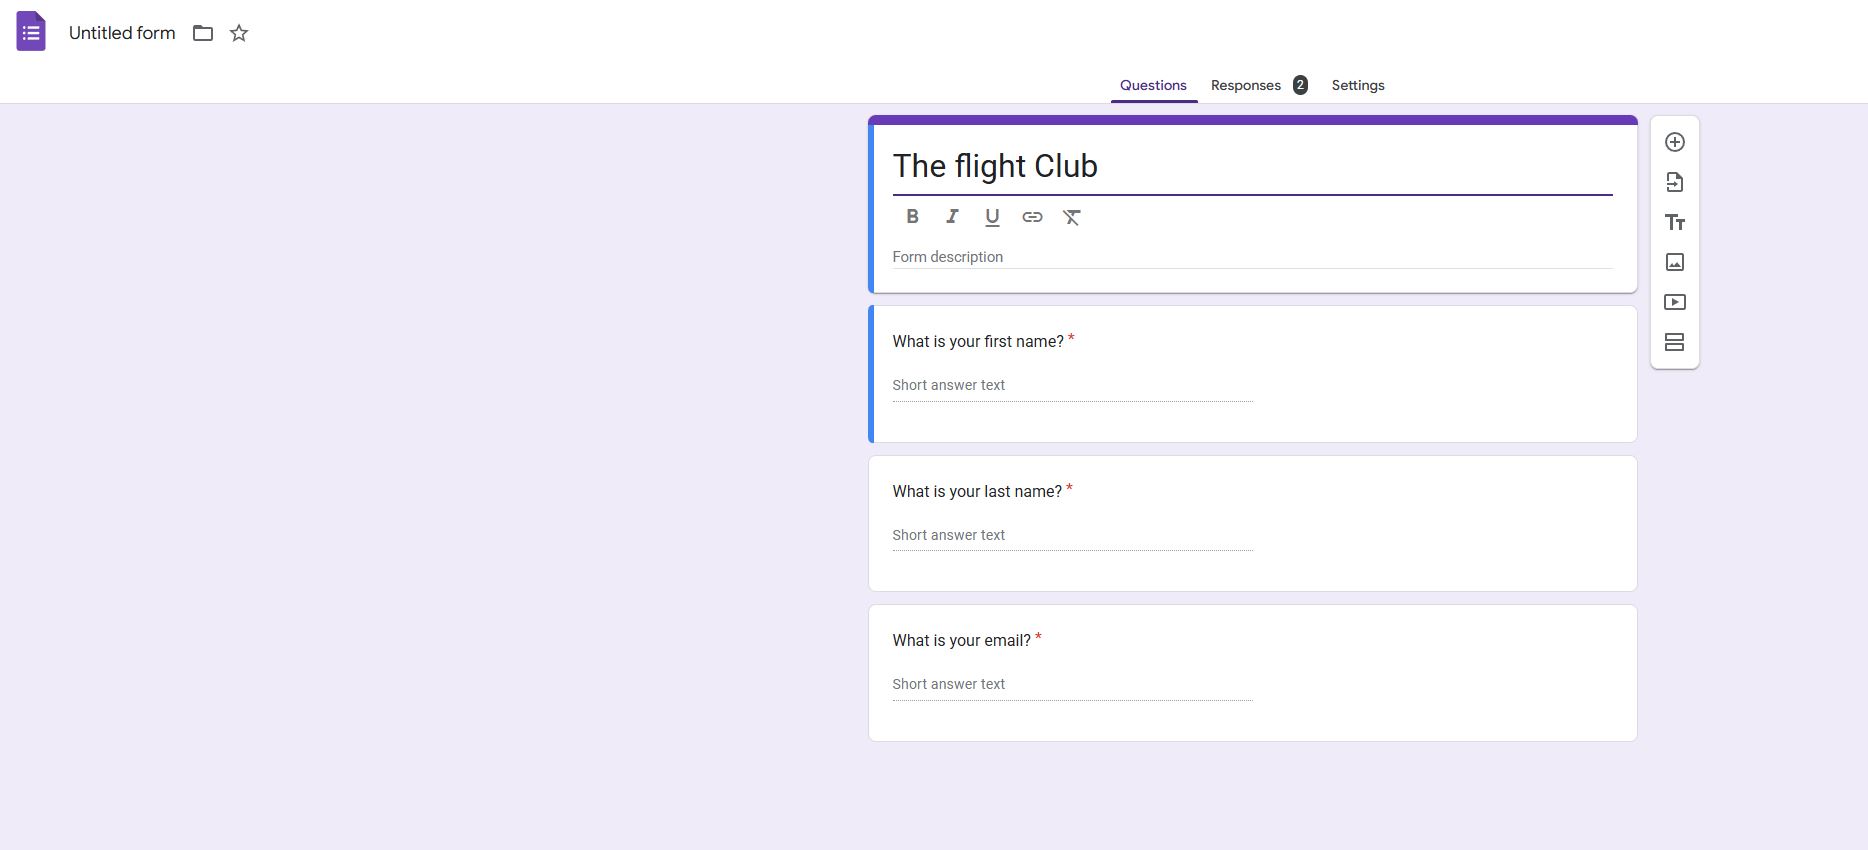 Untitled form
Questions Responses 2 Settings
The flight Club
B I U
Form description
What is your first name? *
Short answer text
What is your last name? *
Short answer text
What is your email? *
Short answer text
Tт